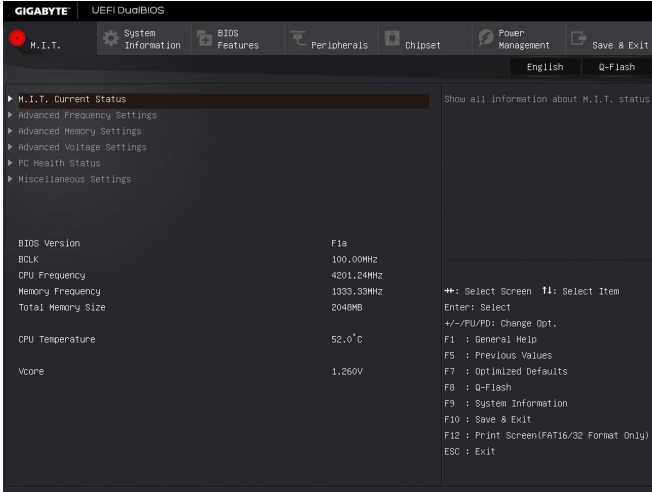 GIGABYTE™ UEFI DualBIOS
M.I.T.
System Information
BIOS Features
Peripherals
Chipset
Power Management
Save & Exit
English
Q-Flash
M.I.T. Current Status
Advanced Frequency Settings
Advanced Memory Settings
Advanced Voltage Settings
PC Health Status
Miscellaneous Settings
BIOS Version F1a
BCLK 100.00MHz
CPU Frequency 4201.24MHz
Memory Frequency 1333.33MHz
Total Memory Size 2048MB
CPU Temperature 52.0°C
Vcore 1.260V
Show all information about M.I.T. status
→←: Select Screen ↑↓: Select Item
Enter: Select
+/-/PU/PD: Change Opt.
F1 : General Help
F5 : Previous Values
F7 : Optimized Defaults
F8 : Q-Flash
F9 : System Information
F10 : Save & Exit
F12 : Print Screen(FAT16/32 Format Only)
ESC : Exit